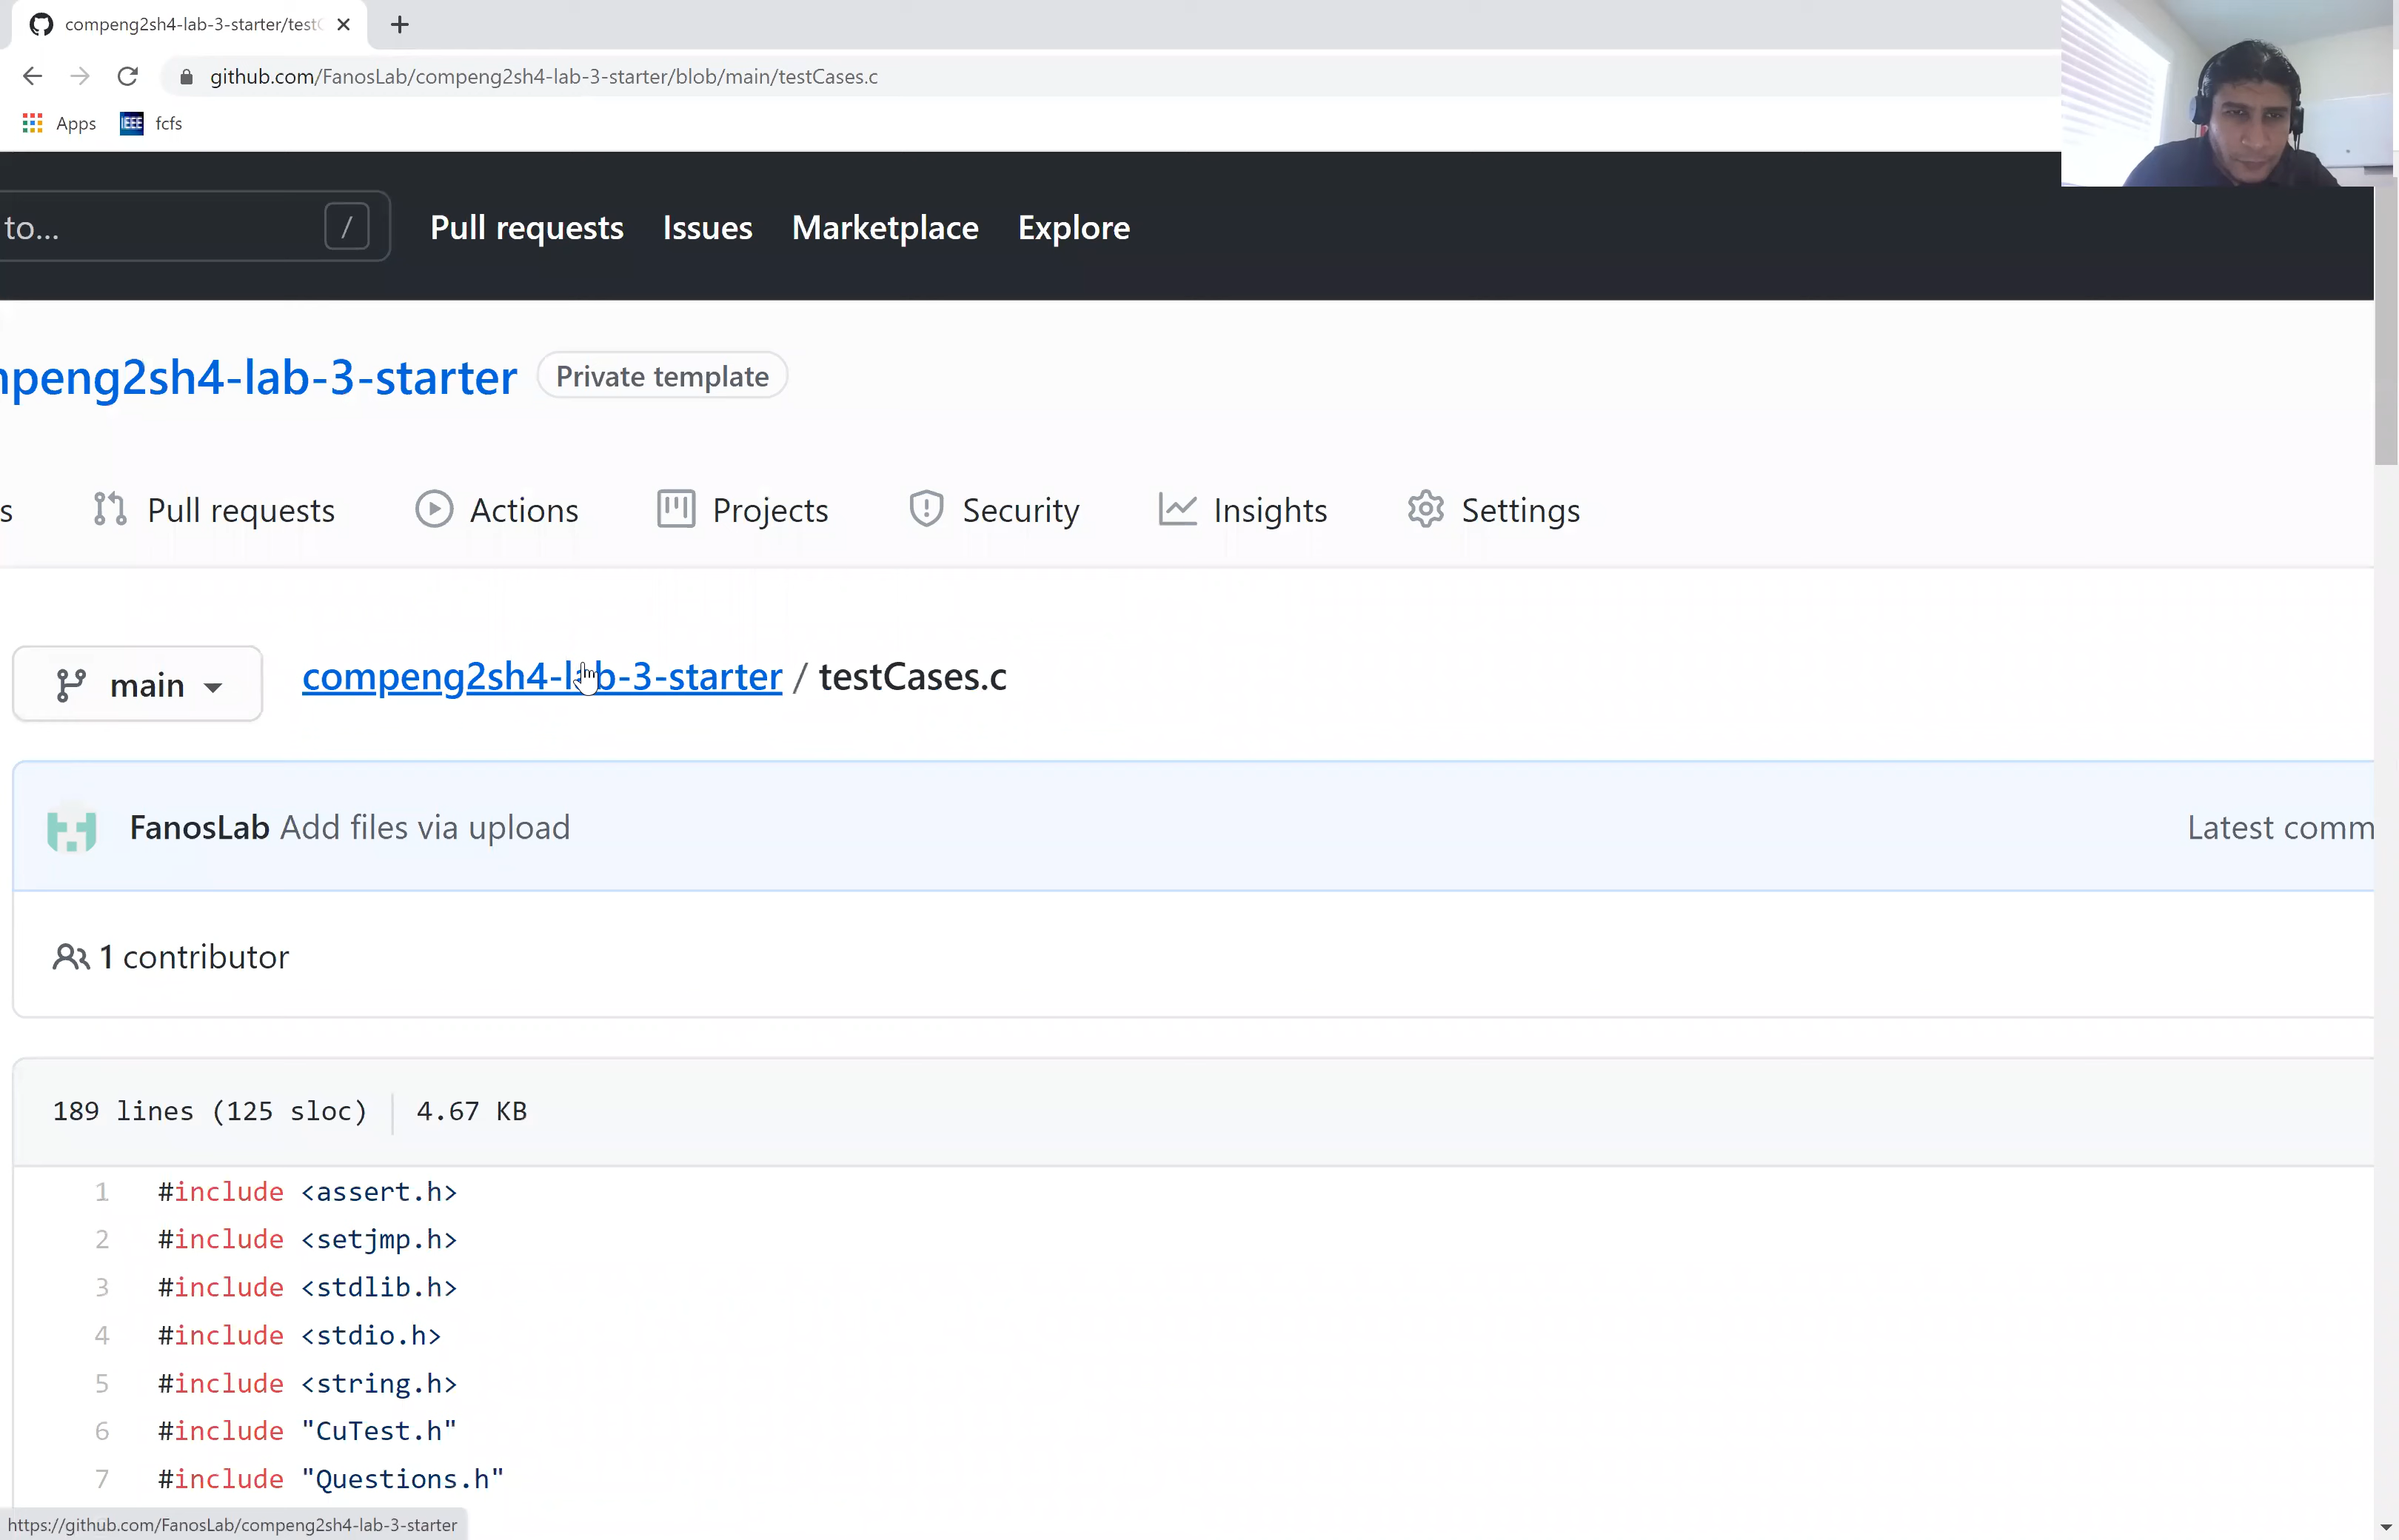 compeng2sh4-lab-3-starter/test
github.com/FanosLab/compeng2sh4-lab-3-starter/blob/main/testCases.c
Apps IEEE fcfs
to... / Pull requests Issues Marketplace Explore
peng2sh4-lab-3-starter Private template
s Pull requests Actions Projects Security Insights Settings
main compeng2sh4-lab-3-starter / testCases.c
FanosLab Add files via upload Latest comm
1 contributor
189 lines (125 sloc) 4.67 KB
1 #include <assert.h>
2 #include <setjmp.h>
3 #include <stdlib.h>
4 #include <stdio.h>
5 #include <string.h>
6 #include "CuTest.h"
7 #include "Questions.h"
https://github.com/FanosLab/compeng2sh4-lab-3-starter